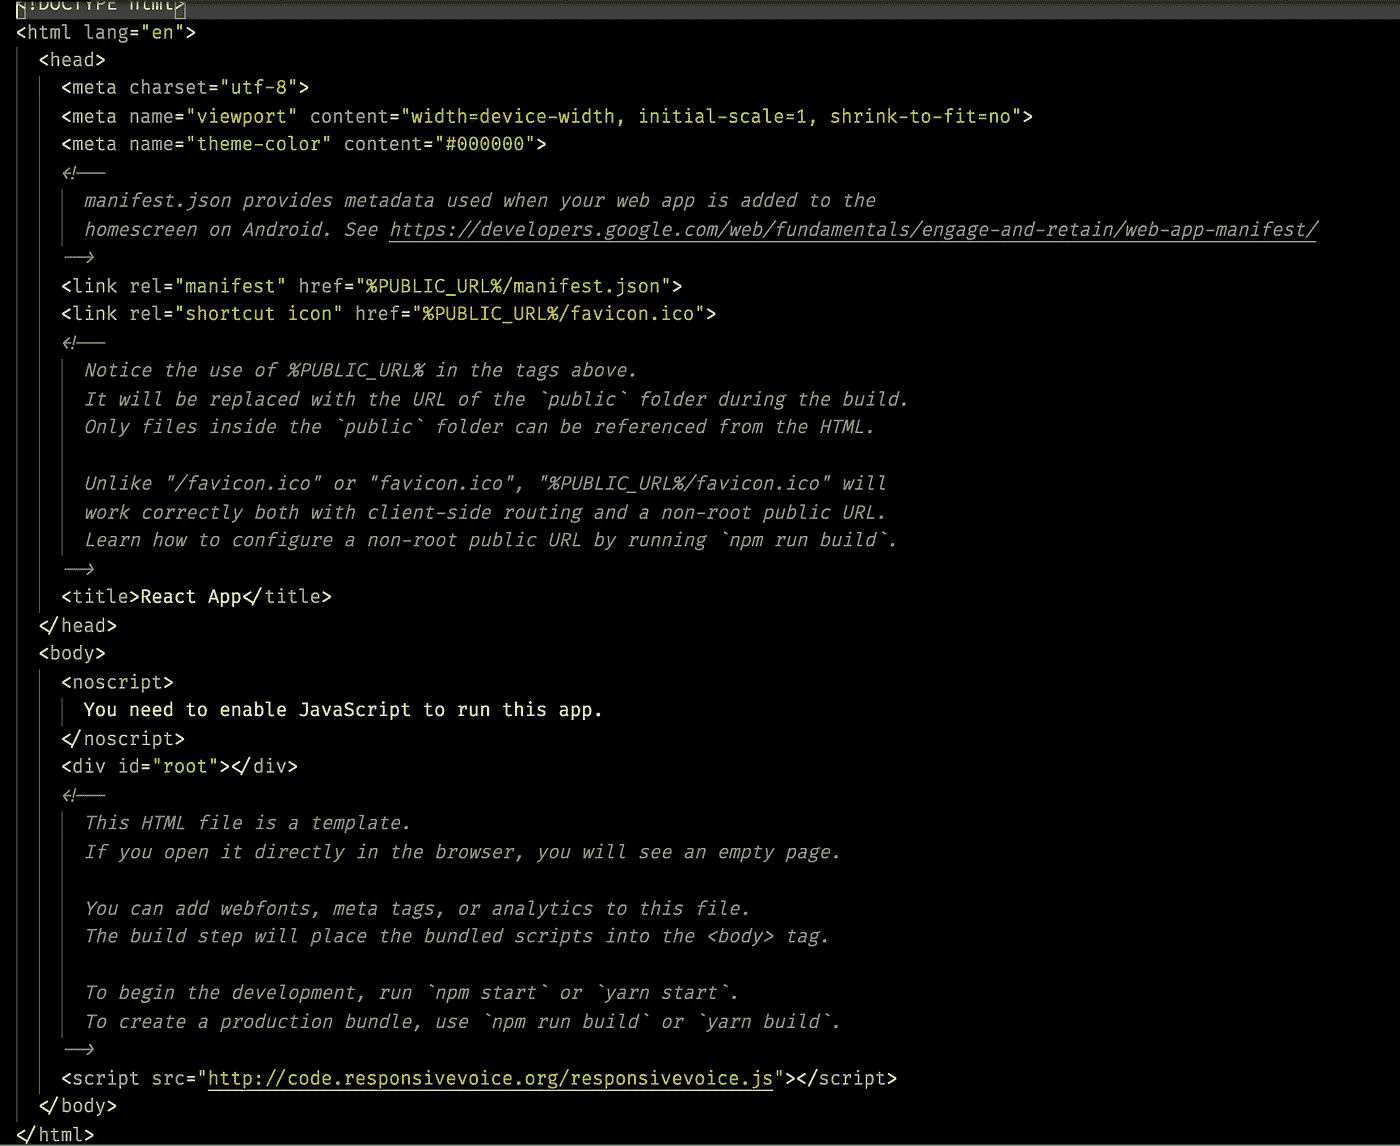 <!DOCTYPE html>
<html lang="en">
<head>
<meta charset="utf-8">
<meta name="viewport" content="width=device-width, initial-scale=1, shrink-to-fit=no">
<meta name="theme-color" content="#000000">
<!--
manifest.json provides metadata used when your web app is added to the
homescreen on Android. See https://developers.google.com/web/fundamentals/engage-and-retain/web-app-manifest/
-->
<link rel="manifest" href="%PUBLIC_URL%/manifest.json">
<link rel="shortcut icon" href="%PUBLIC_URL%/favicon.ico">
<!--
Notice the use of %PUBLIC_URL% in the tags above.
It will be replaced with the URL of the `public` folder during the build.
Only files inside the `public` folder can be referenced from the HTML.
Unlike "/favicon.ico" or "favicon.ico", "%PUBLIC_URL%/favicon.ico" will
work correctly both with client-side routing and a non-root public URL.
Learn how to configure a non-root public URL by running `npm run build`.
-->
<title>React App</title>
</head>
<body>
<noscript>
You need to enable JavaScript to run this app.
</noscript>
<div id="root"></div>
<!--
This HTML file is a template.
If you open it directly in the browser, you will see an empty page.
You can add webfonts, meta tags, or analytics to this file.
The build step will place the bundled scripts into the <body> tag.
To begin the development, run `npm start` or `yarn start`.
To create a production bundle, use `npm run build` or `yarn build`.
-->
<script src="http://code.responsivevoice.org/responsivevoice.js"></script>
</body>
</html>